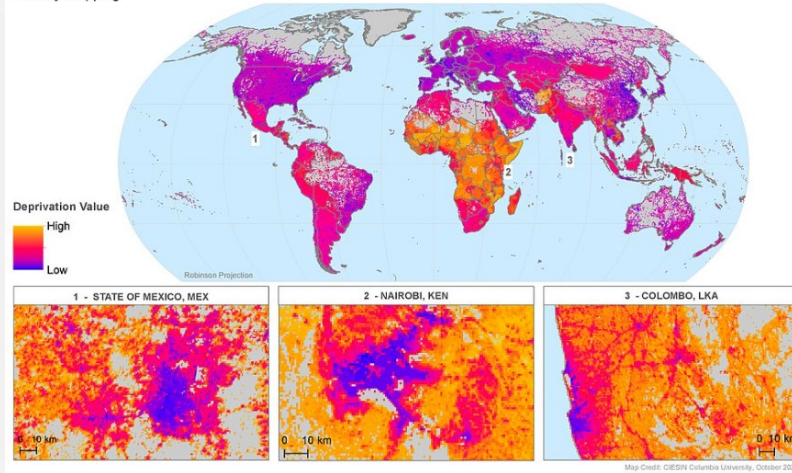 1
2
3
Deprivation Value
High
Low
Robinson Projection
1 - STATE OF MEXICO, MEX
2 - NAIROBI, KEN
3 - COLOMBO, LKA
0 10 km
0 10 km
0 10 km
Map Credit: CIESIN Columbia University, October